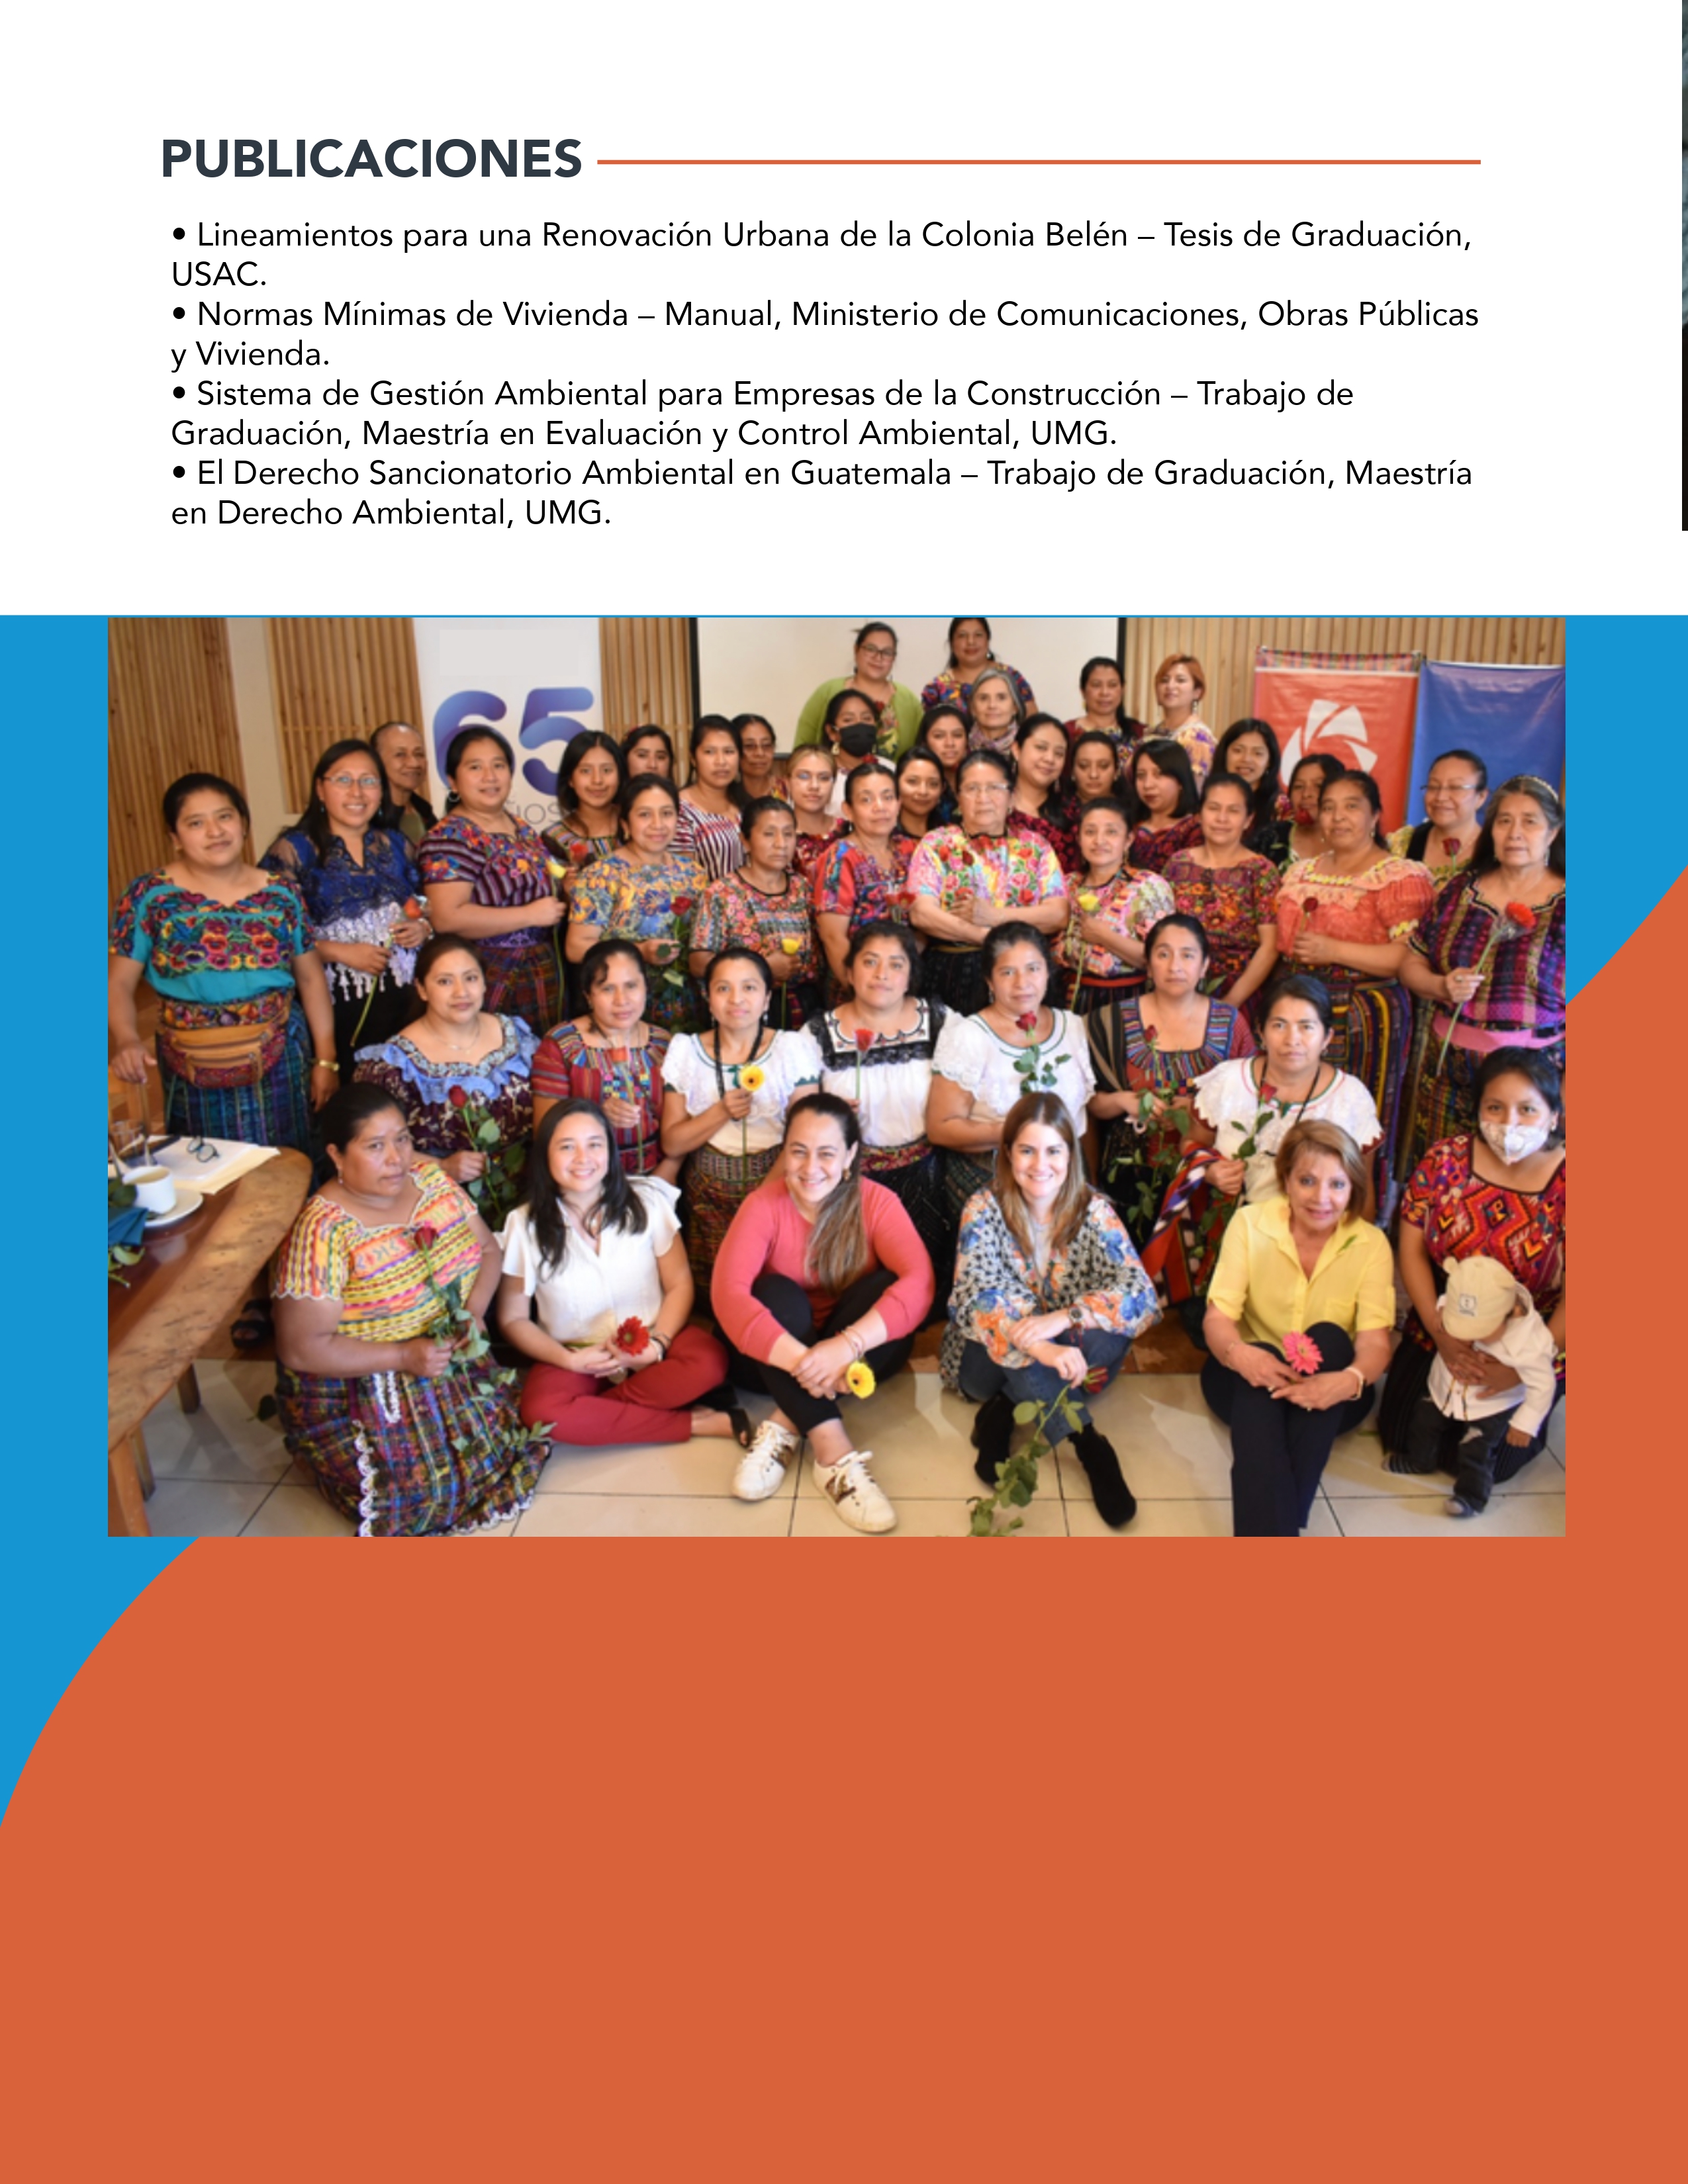 PUBLICACIONES
• Lineamientos para una Renovación Urbana de la Colonia Belén – Tesis de Graduación,
USAC.
• Normas Mínimas de Vivienda – Manual, Ministerio de Comunicaciones, Obras Públicas
y Vivienda.
• Sistema de Gestión Ambiental para Empresas de la Construcción – Trabajo de
Graduación, Maestría en Evaluación y Control Ambiental, UMG.
• El Derecho Sancionatorio Ambiental en Guatemala – Trabajo de Graduación, Maestría
en Derecho Ambiental, UMG.
65